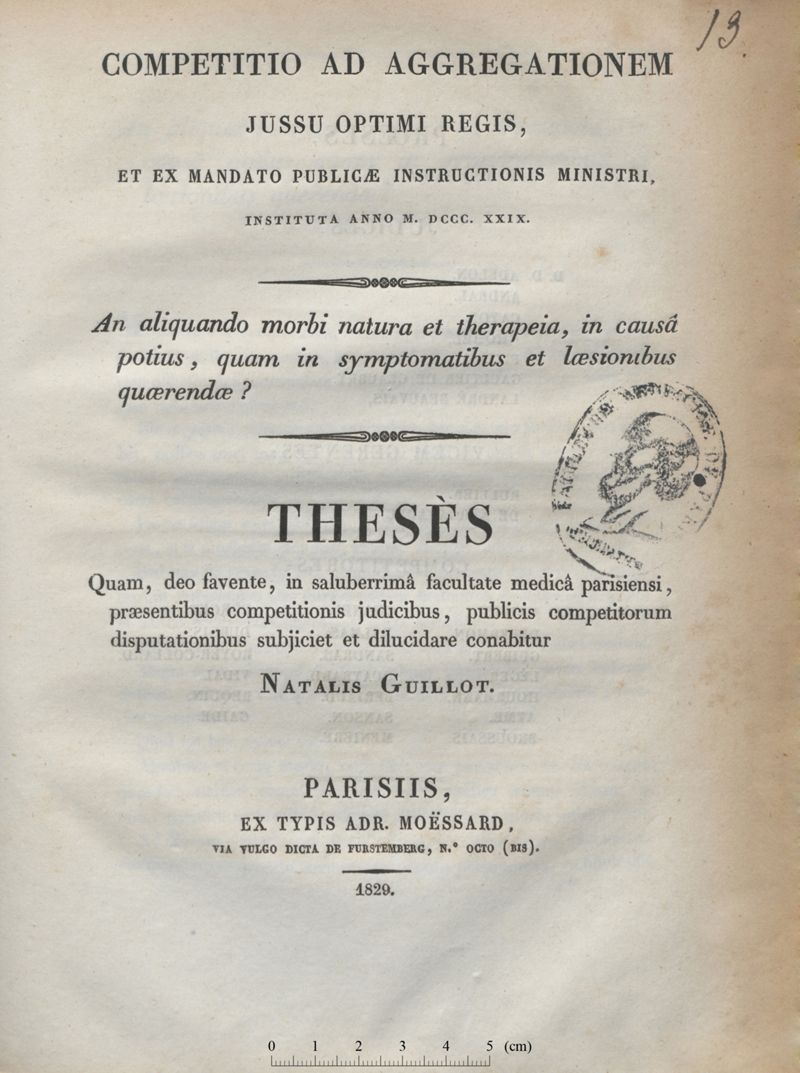 13.
COMPETITIO AD AGGREGATIONEM
JUSSU OPTIMI REGIS,
ET EX MANDATO PUBLICÆ INSTRUCTIONIS MINISTRI,
INSTITUTA ANNO M. DCCC. XXIX.
An aliquando morbi natura et therapeia, in causâ
potius, quam in symptomatibus et læsionibus
quærendæ ?
THESÈS
Quam, deo favente, in saluberrimâ facultate medicâ parisiensi,
præsentibus competitionis judicibus, publicis competitorum
disputationibus subjiciet et dilucidare conabitur
NATALIS GUILLOT.
PARISIIS,
EX TYPIS ADR. MOËSSARD,
VIA VULGO DICTA DE FURSTEMBERG, N.° OCTO (BIS).
1829.
0 1 2 3 4 5 (cm)